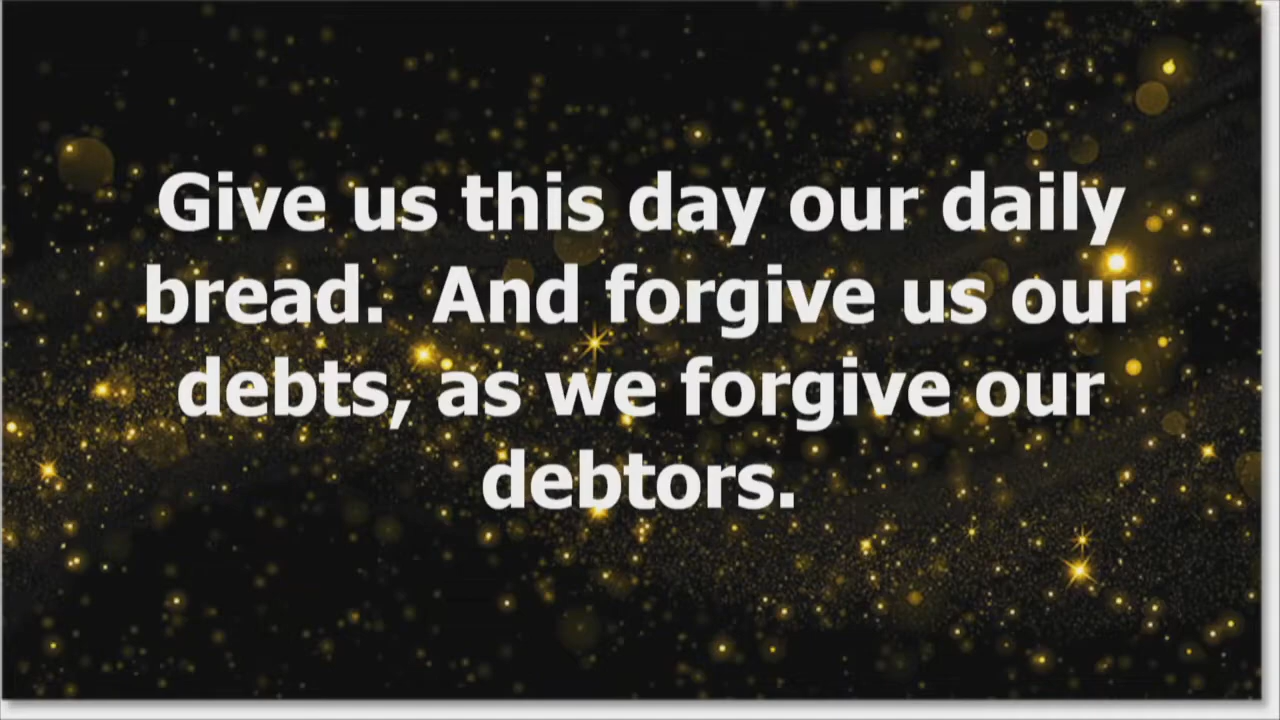 Give us this day our daily
bread.  And forgive us our
debts, as we forgive our
debtors.